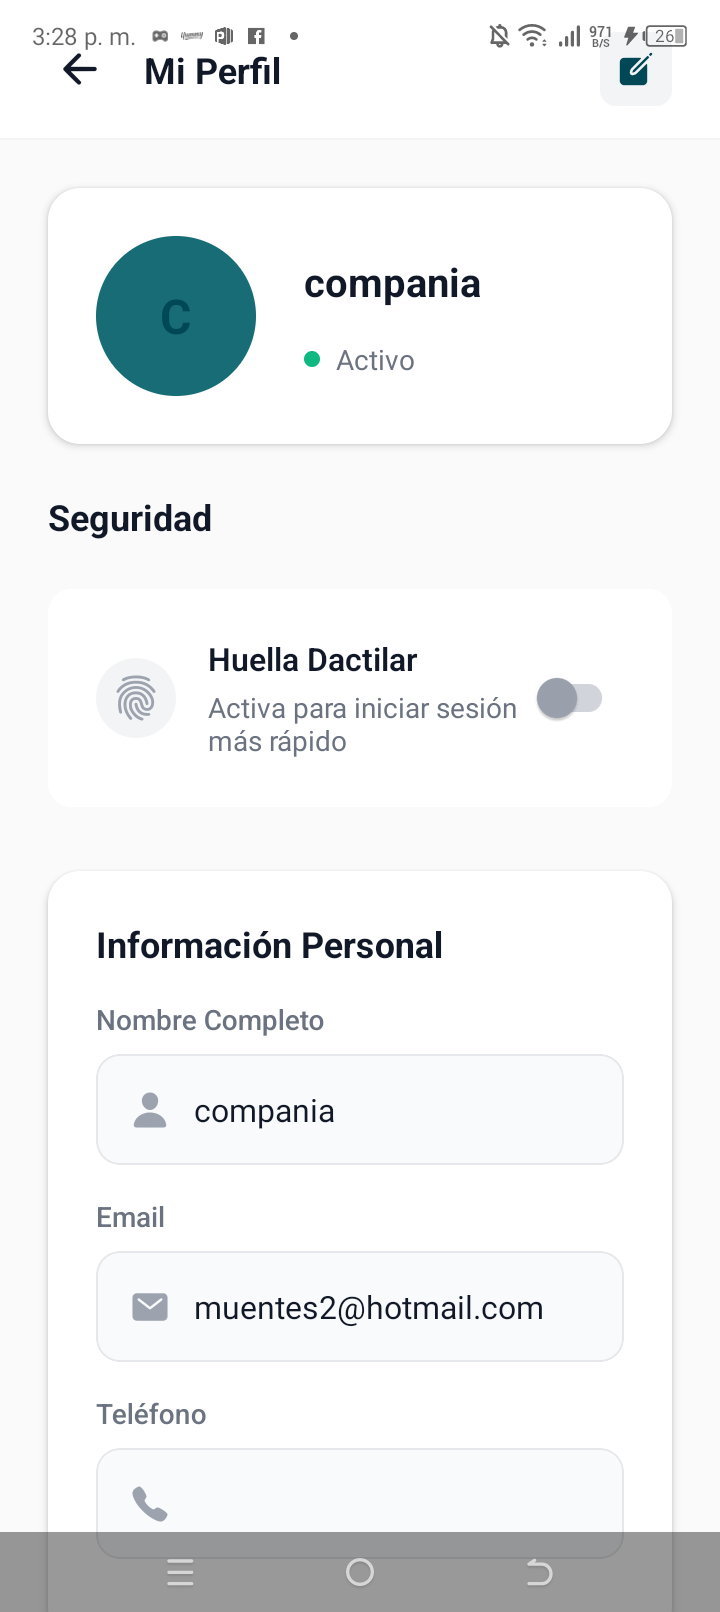 3:28 p. m.
971
B/S
26
Mi Perfil
C
compania
Activo
Seguridad
Huella Dactilar
Activa para iniciar sesión
más rápido
Información Personal
Nombre Completo
compania
Email
muentes2@hotmail.com
Teléfono